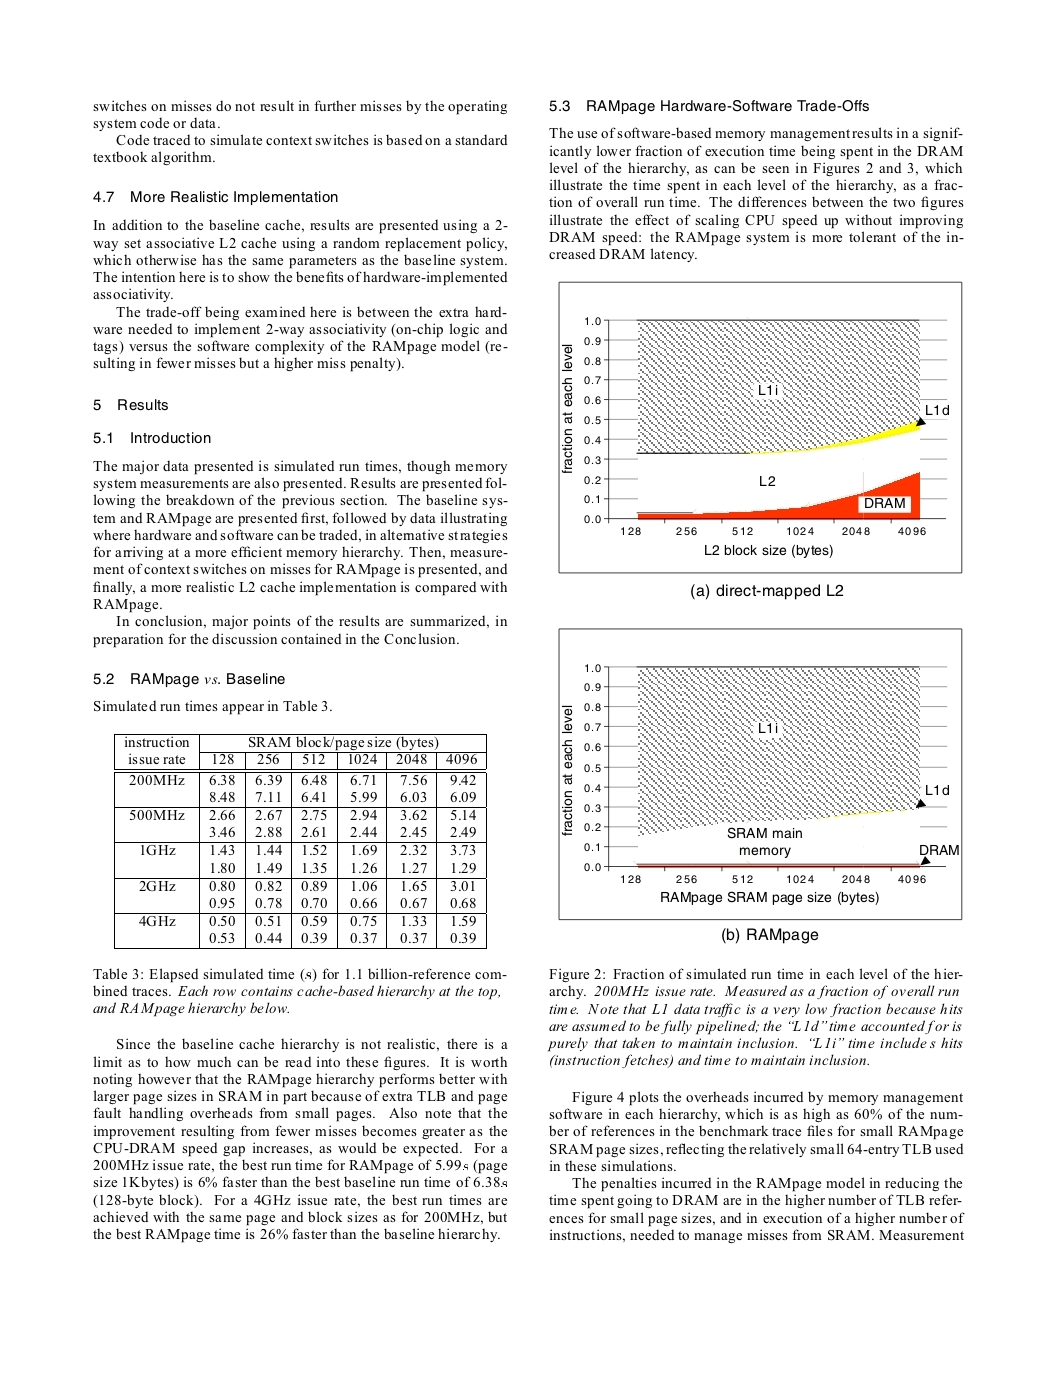 switches on misses do not result in further misses by the operating
system code or data.
Code traced to simulate context switches is based on a standard
textbook algorithm.
4.7 More Realistic Implementation
In addition to the baseline cache, results are presented using a 2-
way set associative L2 cache using a random replacement policy,
which otherwise has the same parameters as the baseline system.
The intention here is to show the benefits of hardware-implemented
associativity.
The trade-off being examined here is between the extra hard-
ware needed to implement 2-way associativity (on-chip logic and
tags) versus the software complexity of the RAMpage model (re-
sulting in fewer misses but a higher miss penalty).
5 Results
5.1 Introduction
The major data presented is simulated run times, though memory
system measurements are also presented. Results are presented fol-
lowing the breakdown of the previous section. The baseline sys-
tem and RAMpage are presented first, followed by data illustrating
where hardware and software can be traded, in alternative strategies
for arriving at a more efficient memory hierarchy. Then, measure-
ment of context switches on misses for RAMpage is presented, and
finally, a more realistic L2 cache implementation is compared with
RAMpage.
In conclusion, major points of the results are summarized, in
preparation for the discussion contained in the Conclusion.
5.2 RAMpage vs. Baseline
Simulated run times appear in Table 3.
instruction SRAM block/page size (bytes)
issue rate 128 256 512 1024 2048 4096
200MHz 6.38 6.39 6.48 6.71 7.56 9.42
8.48 7.11 6.41 5.99 6.03 6.09
500MHz 2.66 2.67 2.75 2.94 3.62 5.14
3.46 2.88 2.61 2.44 2.45 2.49
1GHz 1.43 1.44 1.52 1.69 2.32 3.73
1.80 1.49 1.35 1.26 1.27 1.29
2GHz 0.80 0.82 0.89 1.06 1.65 3.01
0.95 0.78 0.70 0.66 0.67 0.68
4GHz 0.50 0.51 0.59 0.75 1.33 1.59
0.53 0.44 0.39 0.37 0.37 0.39
Table 3: Elapsed simulated time (s) for 1.1 billion-reference com-
bined traces. Each row contains cache-based hierarchy at the top,
and RAMpage hierarchy below.
Since the baseline cache hierarchy is not realistic, there is a
limit as to how much can be read into these figures. It is worth
noting however that the RAMpage hierarchy performs better with
larger page sizes in SRAM in part because of extra TLB and page
fault handling overheads from small pages. Also note that the
improvement resulting from fewer misses becomes greater as the
CPU-DRAM speed gap increases, as would be expected. For a
200MHz issue rate, the best run time for RAMpage of 5.99s (page
size 1Kbytes) is 6% faster than the best baseline run time of 6.38s
(128-byte block). For a 4GHz issue rate, the best run times are
achieved with the same page and block sizes as for 200MHz, but
the best RAMpage time is 26% faster than the baseline hierarchy.
5.3 RAMpage Hardware-Software Trade-Offs
The use of software-based memory management results in a signif-
icantly lower fraction of execution time being spent in the DRAM
level of the hierarchy, as can be seen in Figures 2 and 3, which
illustrate the time spent in each level of the hierarchy, as a frac-
tion of overall run time. The differences between the two figures
illustrate the effect of scaling CPU speed up without improving
DRAM speed: the RAMpage system is more tolerant of the in-
creased DRAM latency.
fraction at each level
1.0
0.9
0.8
0.7
0.6
0.5
0.4
0.3
0.2
0.1
0.0
L1i
L1d
L2
DRAM
128 256 512 1024 2048 4096
L2 block size (bytes)
(a) direct-mapped L2
fraction at each level
1.0
0.9
0.8
0.7
0.6
0.5
0.4
0.3
0.2
0.1
0.0
L1i
L1d
SRAM main
memory
DRAM
128 256 512 1024 2048 4096
RAMpage SRAM page size (bytes)
(b) RAMpage
Figure 2: Fraction of simulated run time in each level of the hier-
archy. 200MHz issue rate. Measured as a fraction of overall run
time. Note that L1 data traffic is a very low fraction because hits
are assumed to be fully pipelined; the “L1d” time accounted for is
purely that taken to maintain inclusion. “L1i” time includes hits
(instruction fetches) and time to maintain inclusion.
Figure 4 plots the overheads incurred by memory management
software in each hierarchy, which is as high as 60% of the num-
ber of references in the benchmark trace files for small RAMpage
SRAM page sizes, reflecting the relatively small 64-entry TLB used
in these simulations.
The penalties incurred in the RAMpage model in reducing the
time spent going to DRAM are in the higher number of TLB refer-
ences for small page sizes, and in execution of a higher number of
instructions, needed to manage misses from SRAM. Measurement